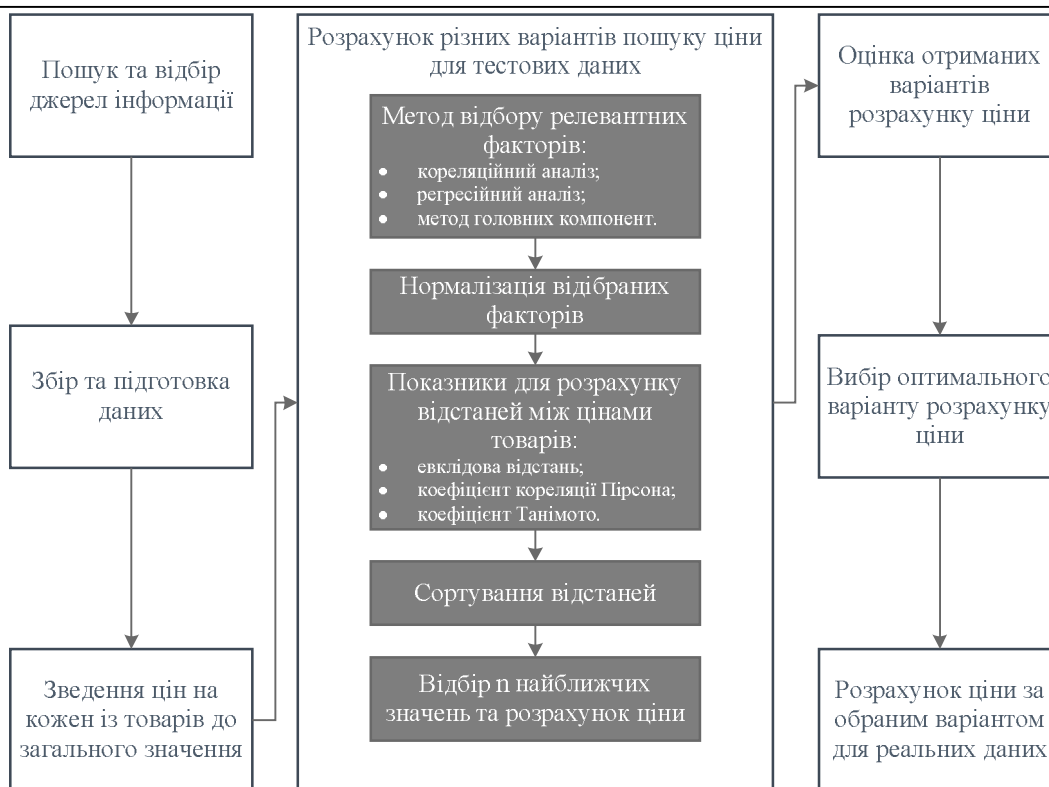 Пошук та відбір
джерел інформації
Збір та підготовка
даних
Зведення цін на
кожен із товарів до
загального значення
Розрахунок різних варіантів пошуку ціни
для тестових даних
Метод відбору релевантних
факторів:
• кореляційний аналіз;
• регресійний аналіз;
• метод головних компонент.
Нормалізація відібраних
факторів
Показники для розрахунку
відстаней між цінами
товарів:
• евклідова відстань;
• коефіцієнт кореляції Пірсона;
• коефіцієнт Танімото.
Сортування відстаней
Відбір n найближчих
значень та розрахунок ціни
Оцінка отриманих
варіантів
розрахунку ціни
Вибір оптимального
варіанту розрахунку
ціни
Розрахунок ціни за
обраним варіантом
для реальних даних